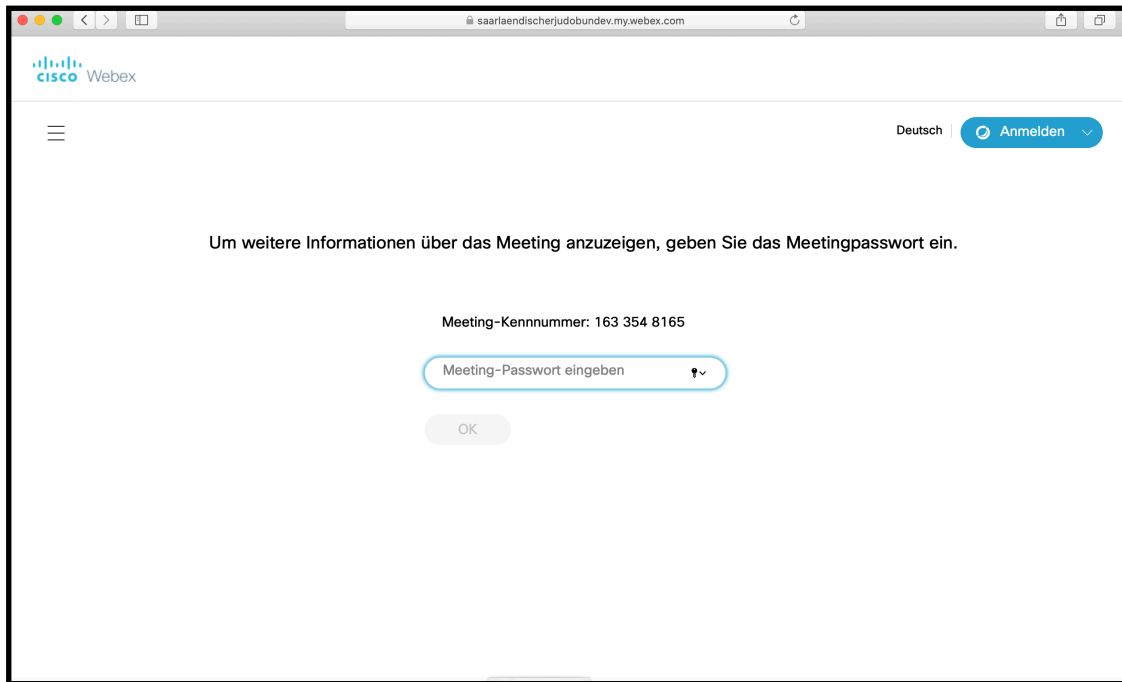 saarlaendischerjudobundev.my.webex.com
cisco Webex
Deutsch
Anmelden
Um weitere Informationen über das Meeting anzuzeigen, geben Sie das Meetingpasswort ein.
Meeting-Kennnummer: 163 354 8165
Meeting-Passwort eingeben
OK